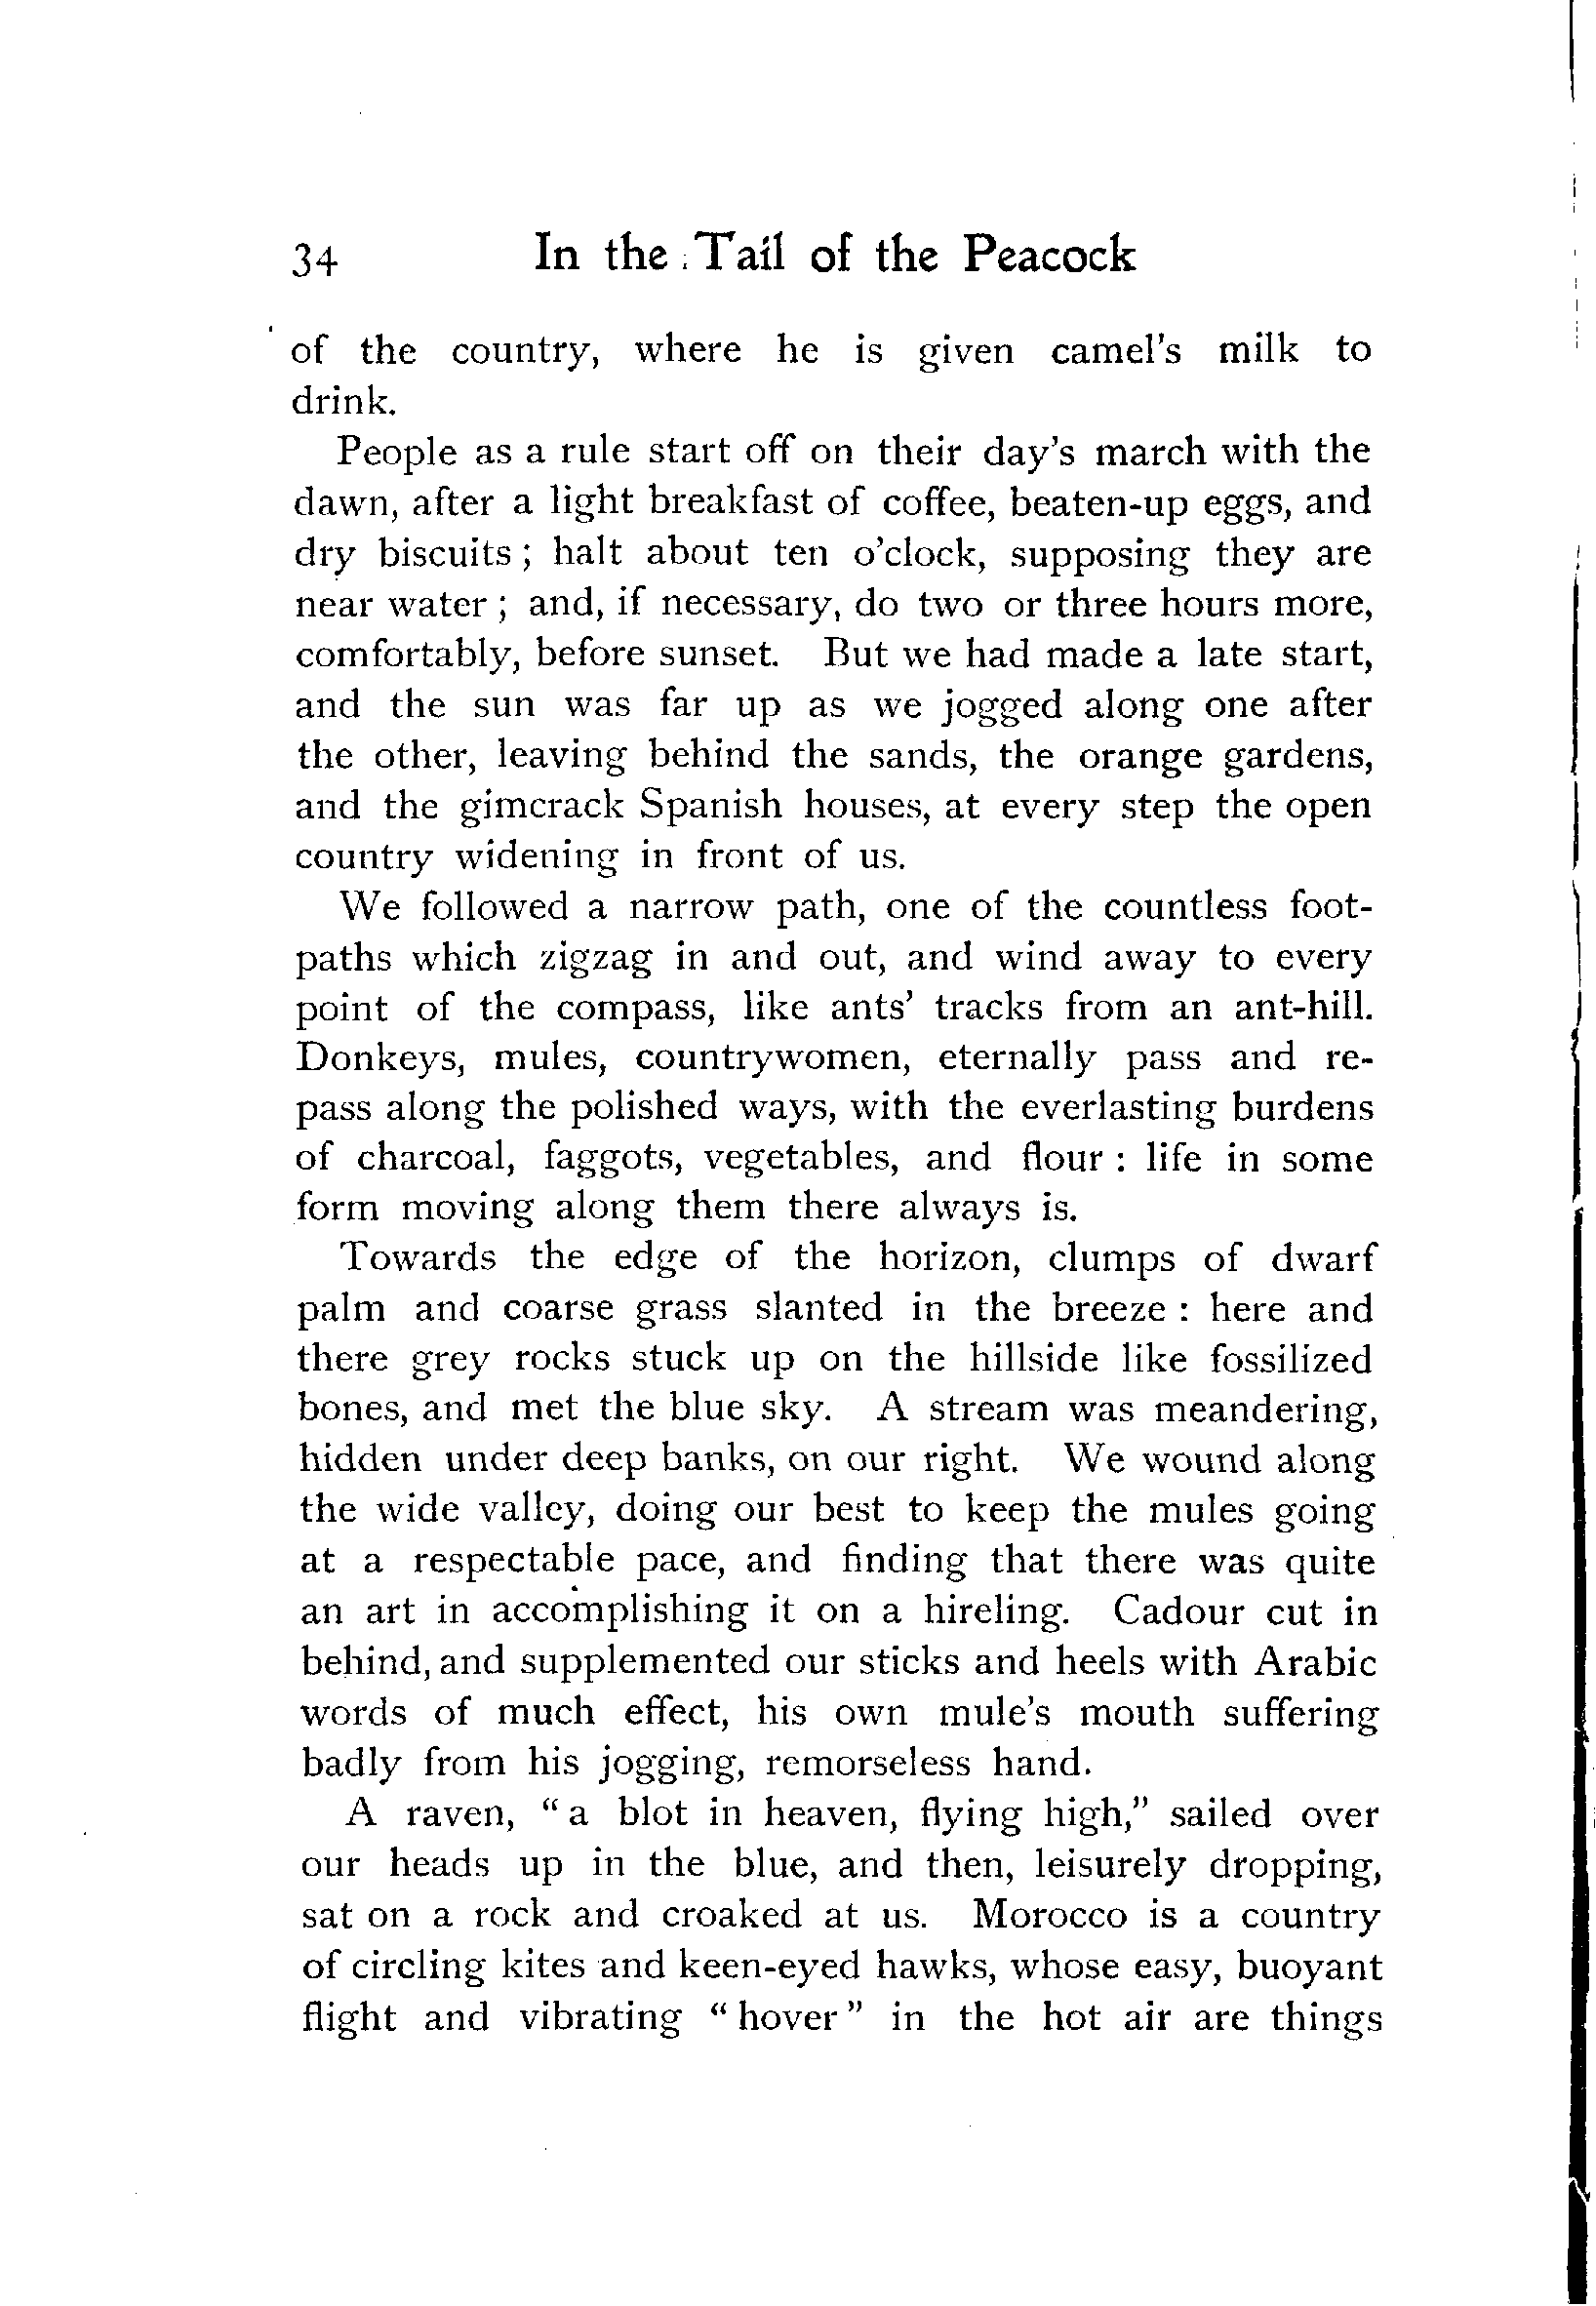 34 In the Tail of the Peacock
of the country, where he is given camel's milk to
drink.
People as a rule start off on their day's march with the
dawn, after a light breakfast of coffee, beaten-up eggs, and
dry biscuits ; halt about ten o'clock, supposing they are
near water ; and, if necessary, do two or three hours more,
comfortably, before sunset. But we had made a late start,
and the sun was far up as we jogged along one after
the other, leaving behind the sands, the orange gardens,
and the gimcrack Spanish houses, at every step the open
country widening in front of us.
We followed a narrow path, one of the countless foot-
paths which zigzag in and out, and wind away to every
point of the compass, like ants' tracks from an ant-hill.
Donkeys, mules, countrywomen, eternally pass and re-
pass along the polished ways, with the everlasting burdens
of charcoal, faggots, vegetables, and flour : life in some
form moving along them there always is.
Towards the edge of the horizon, clumps of dwarf
palm and coarse grass slanted in the breeze : here and
there grey rocks stuck up on the hillside like fossilized
bones, and met the blue sky. A stream was meandering,
hidden under deep banks, on our right. We wound along
the wide valley, doing our best to keep the mules going
at a respectable pace, and finding that there was quite
an art in accomplishing it on a hireling. Cadour cut in
behind, and supplemented our sticks and heels with Arabic
words of much effect, his own mule's mouth suffering
badly from his jogging, remorseless hand.
A raven, "a blot in heaven, flying high," sailed over
our heads up in the blue, and then, leisurely dropping,
sat on a rock and croaked at us. Morocco is a country
of circling kites and keen-eyed hawks, whose easy, buoyant
flight and vibrating "hover" in the hot air are things